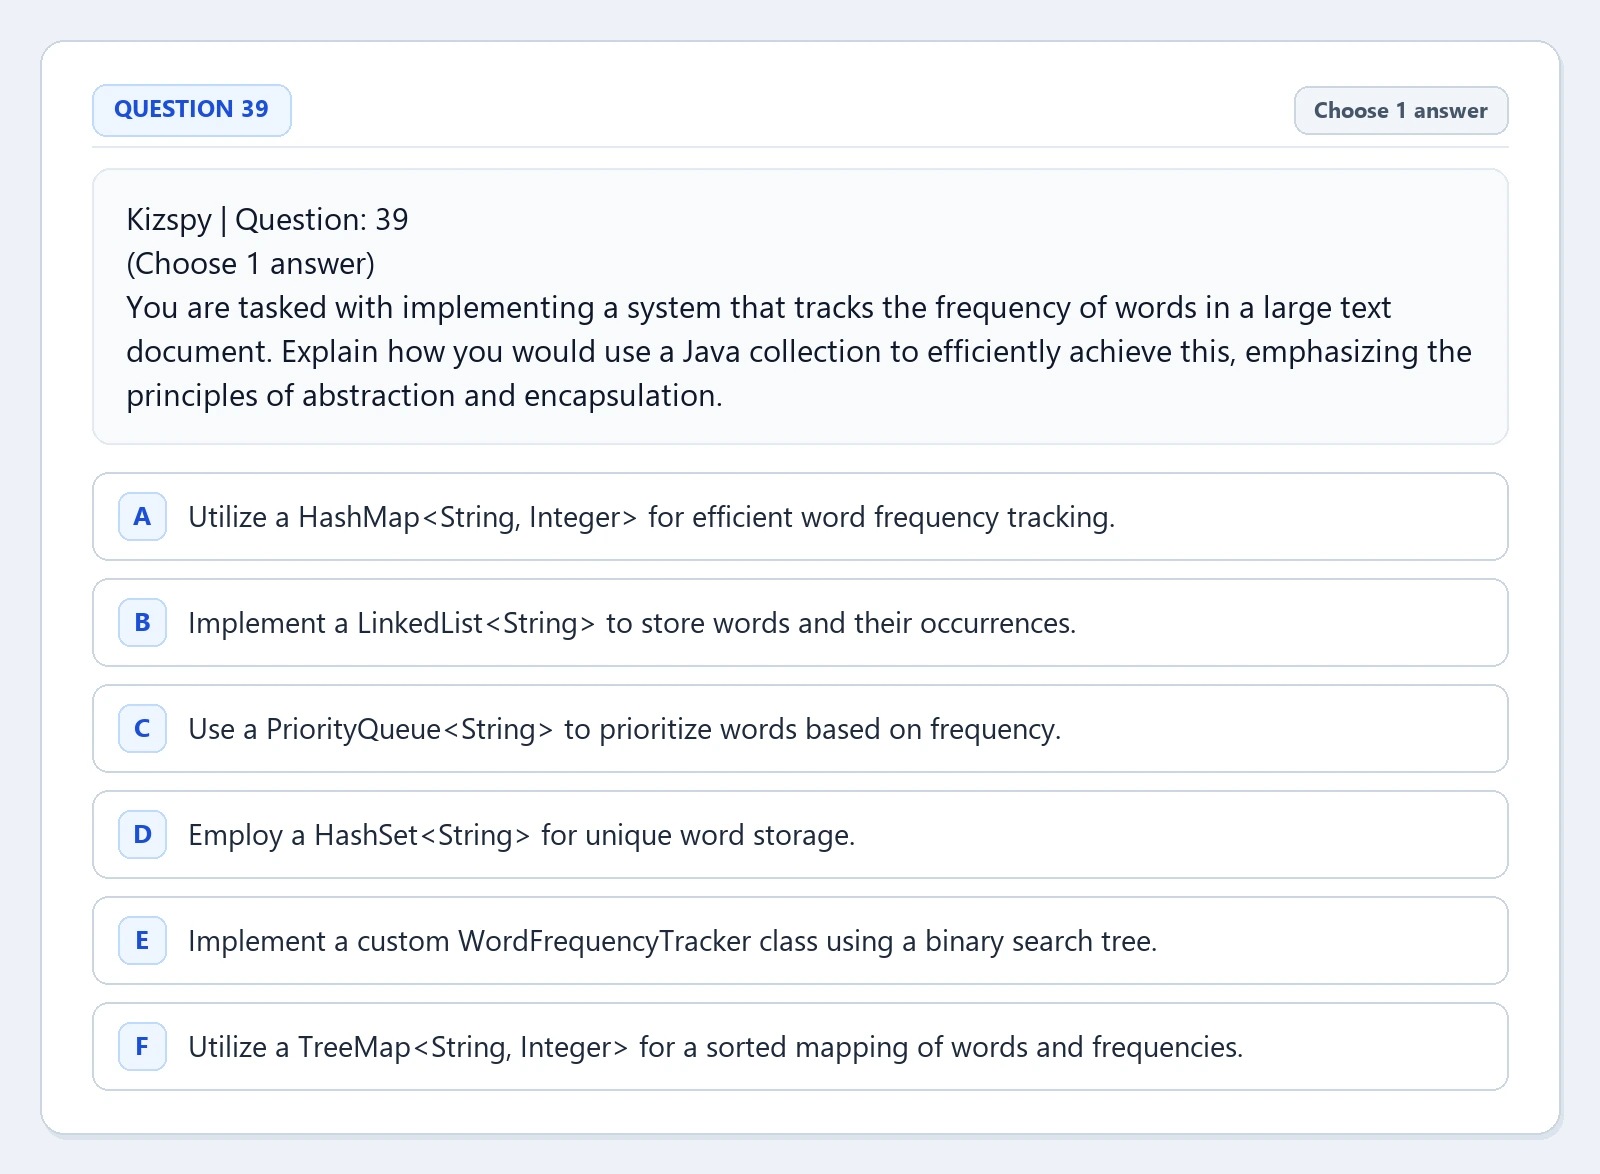 QUESTION 39
Choose 1 answer
Kizspy | Question: 39
(Choose 1 answer)
You are tasked with implementing a system that tracks the frequency of words in a large text
document. Explain how you would use a Java collection to efficiently achieve this, emphasizing the
principles of abstraction and encapsulation.
A Utilize a HashMap<String, Integer> for efficient word frequency tracking.
B Implement a LinkedList<String> to store words and their occurrences.
C Use a PriorityQueue<String> to prioritize words based on frequency.
D Employ a HashSet<String> for unique word storage.
E Implement a custom WordFrequencyTracker class using a binary search tree.
F Utilize a TreeMap<String, Integer> for a sorted mapping of words and frequencies.